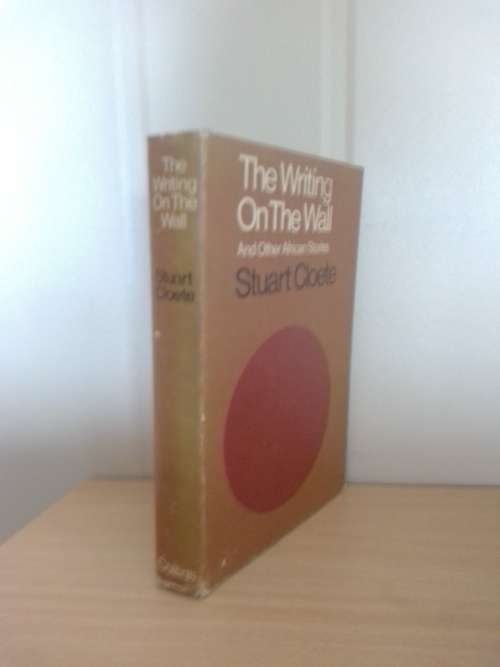 The
Writing
On The
Wall
Stuart
Cloete
Collins
The Writing
On The Wall
And Other African Stories
Stuart Cloete